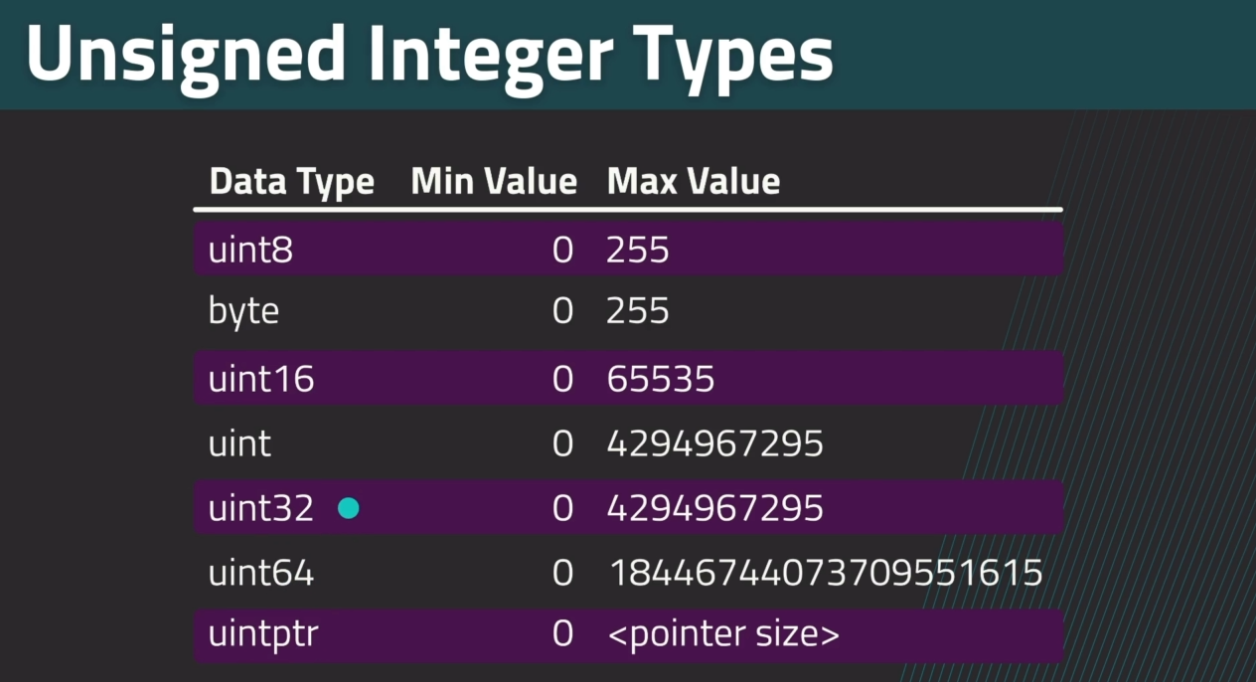 Unsigned Integer Types
Data Type Min Value Max Value
uint8 0 255
byte 0 255
uint16 0 65535
uint 0 4294967295
uint32 0 4294967295
uint64 0 18446744073709551615
uintptr 0 <pointer size>